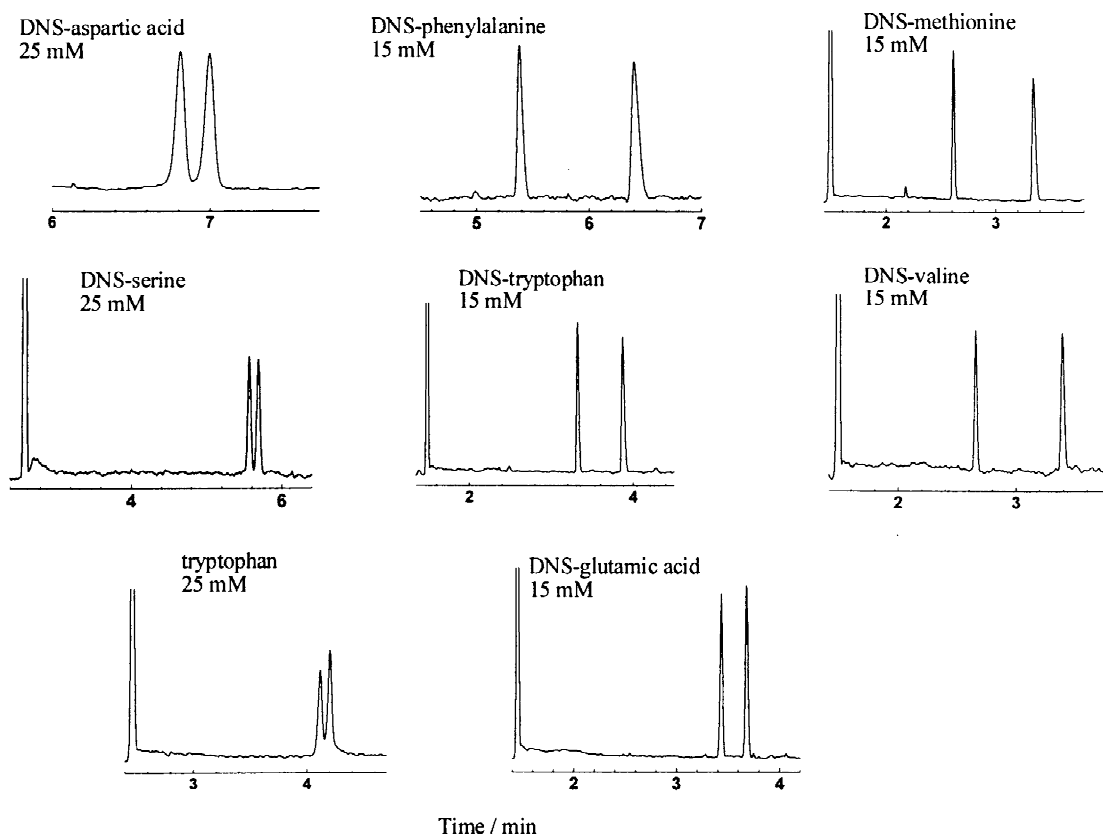 DNS-aspartic acid
25 mM
6 7
DNS-phenylalanine
15 mM
5 6 7
DNS-methionine
15 mM
2 3
DNS-serine
25 mM
4 6
DNS-tryptophan
15 mM
2 4
DNS-valine
15 mM
2 3
tryptophan
25 mM
3 4
DNS-glutamic acid
15 mM
2 3 4
Time / min